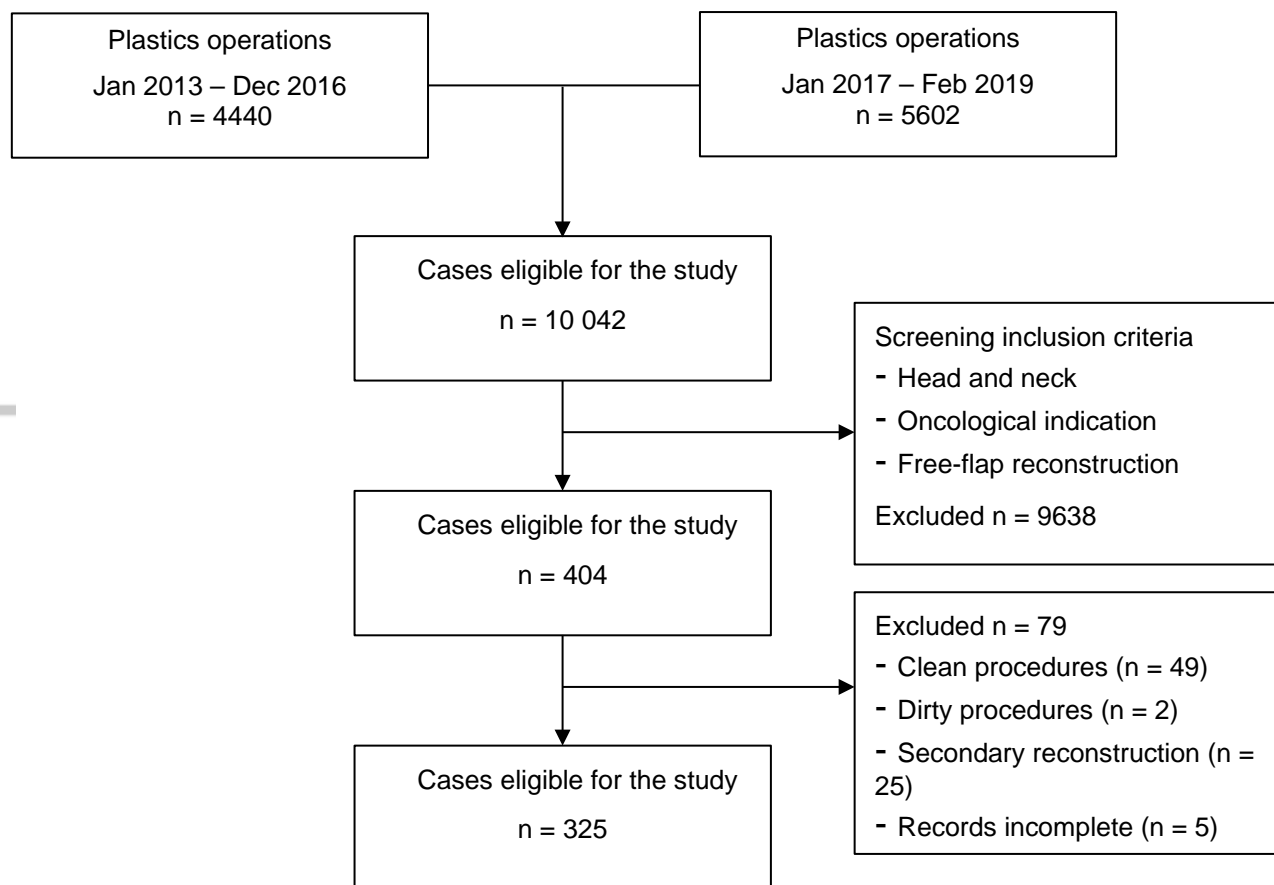 Plastics operations
Jan 2013 – Dec 2016
n = 4440
Plastics operations
Jan 2017 – Feb 2019
n = 5602
Cases eligible for the study
n = 10 042
Screening inclusion criteria
- Head and neck
- Oncological indication
- Free-flap reconstruction
Excluded n = 9638
Cases eligible for the study
n = 404
Excluded n = 79
- Clean procedures (n = 49)
- Dirty procedures (n = 2)
- Secondary reconstruction (n =
25)
- Records incomplete (n = 5)
Cases eligible for the study
n = 325